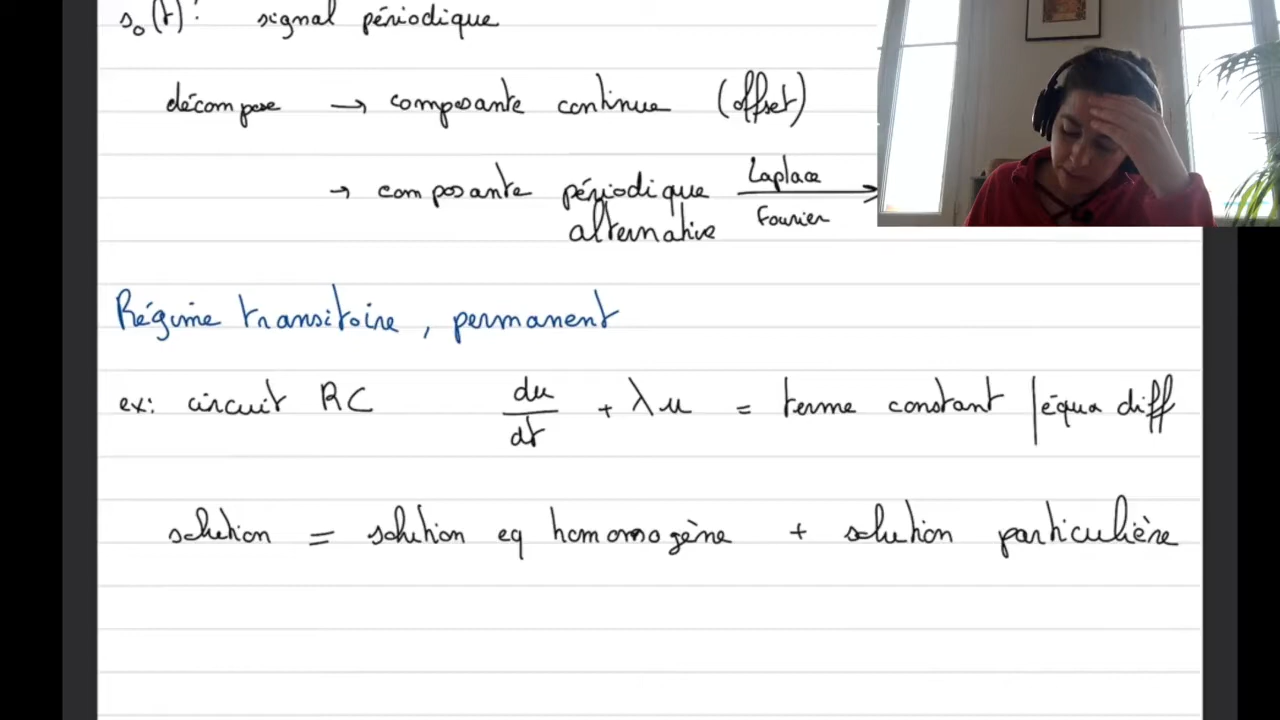 s₀(t) : signal périodique
décompose → composante continue (offset)
→ composante périodique alternative Laplace Fourier →
Régime transitoire, permanent
ex: circuit RC du/dt + λu = terme constant | équa diff
solution = solution eq homomogène + solution particulière